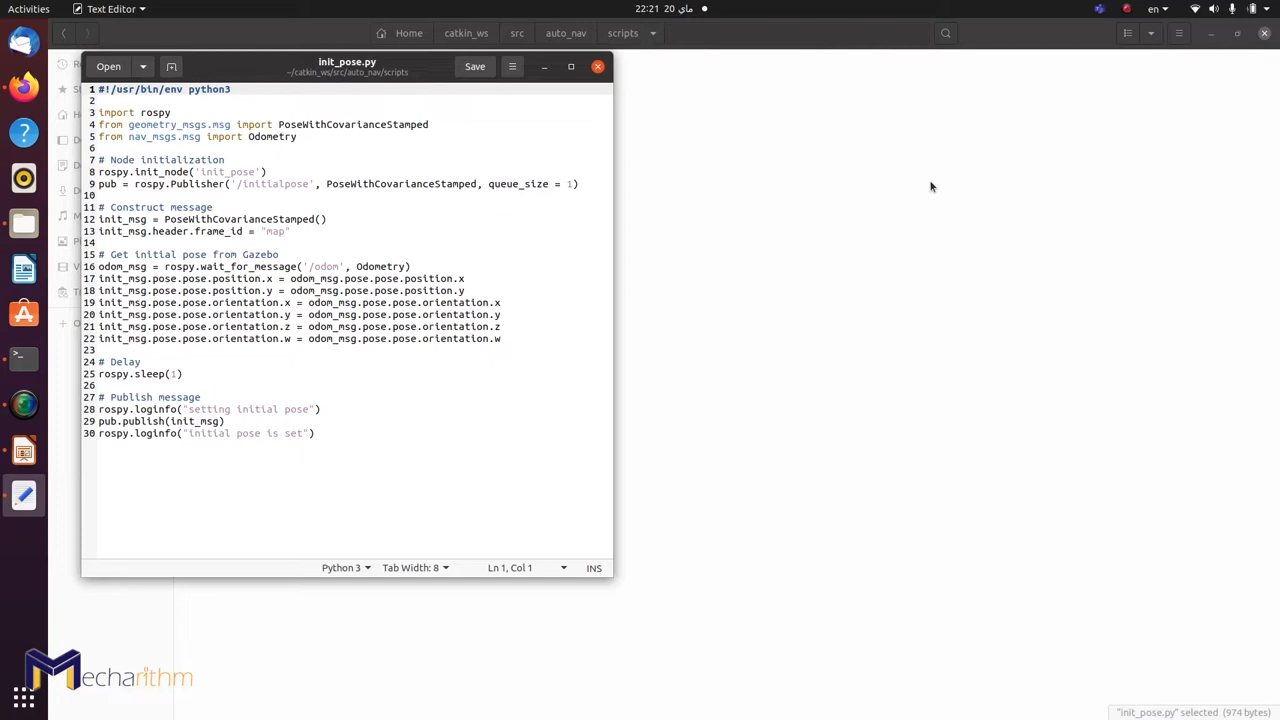 Activities
Text Editor
22:21 20 ماي
en
Home
catkin_ws
src
auto_nav
scripts
Open
init_pose.py
~/catkin_ws/src/auto_nav/scripts
Save
1 #!/usr/bin/env python3
2
3 import rospy
4 from geometry_msgs.msg import PoseWithCovarianceStamped
5 from nav_msgs.msg import Odometry
6
7 # Node initialization
8 rospy.init_node('init_pose')
9 pub = rospy.Publisher('/initialpose', PoseWithCovarianceStamped, queue_size = 1)
10
11 # Construct message
12 init_msg = PoseWithCovarianceStamped()
13 init_msg.header.frame_id = "map"
14
15 # Get initial pose from Gazebo
16 odom_msg = rospy.wait_for_message('/odom', Odometry)
17 init_msg.pose.pose.position.x = odom_msg.pose.pose.position.x
18 init_msg.pose.pose.position.y = odom_msg.pose.pose.position.y
19 init_msg.pose.pose.orientation.x = odom_msg.pose.pose.orientation.x
20 init_msg.pose.pose.orientation.y = odom_msg.pose.pose.orientation.y
21 init_msg.pose.pose.orientation.z = odom_msg.pose.pose.orientation.z
22 init_msg.pose.pose.orientation.w = odom_msg.pose.pose.orientation.w
23
24 # Delay
25 rospy.sleep(1)
26
27 # Publish message
28 rospy.loginfo("setting initial pose")
29 pub.publish(init_msg)
30 rospy.loginfo("initial pose is set")
Python 3
Tab Width: 8
Ln 1, Col 1
INS
Mecharithm
"init_pose.py" selected (974 bytes)